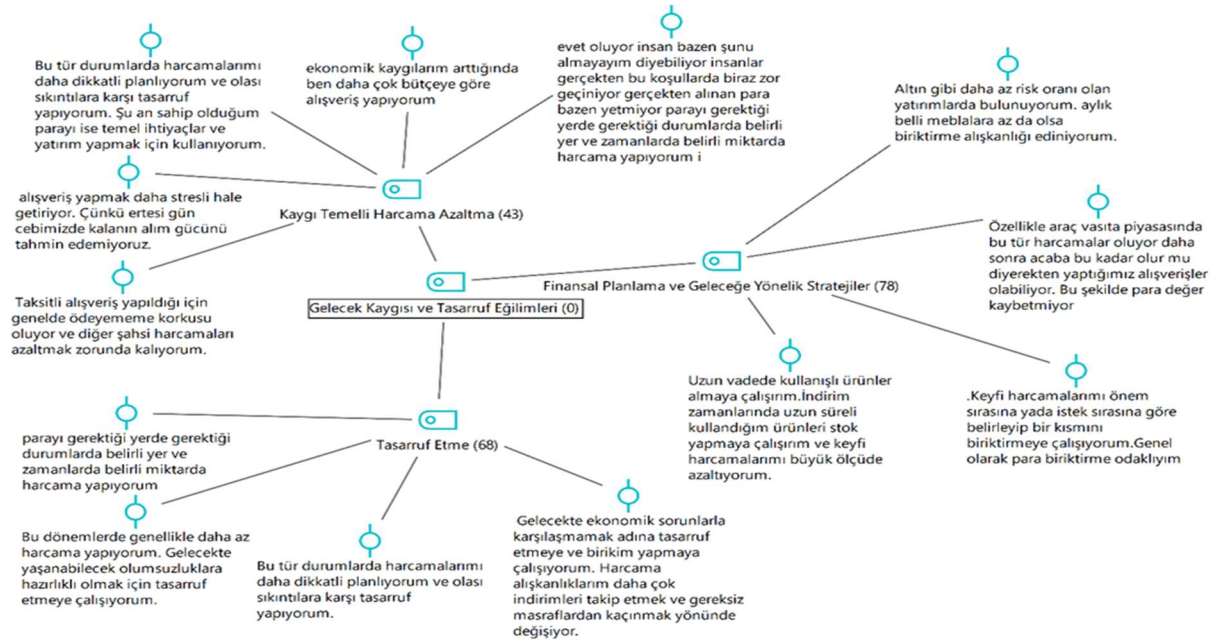 Bu tür durumlarda harcamalarımı
daha dikkatli planlıyorum ve olası
sıkıntılara karşı tasarruf
yapıyorum. Şu an sahip olduğum
parayı ise temel ihtiyaçlar ve
yatırım yapmak için kullanıyorum.
ekonomik kaygılarım arttığında
ben daha çok bütçeye göre
alışveriş yapıyorum
evet oluyor insan bazen şunu
almayayım diyebiliyor insanlar
gerçekten bu koşullarda biraz zor
geçiniyor gerçekten alınan para
bazen yetmiyor parayı gerektiği
yerde gerektiği durumlarda belirli
yer ve zamanlarda belirli miktarda
harcama yapıyorum i
Altın gibi daha az risk oranı olan
yatırımlarda bulunuyorum. aylık
belli meblalara az da olsa
biriktirme alışkanlığı ediniyorum.
alışveriş yapmak daha stresli hale
getiriyor. Çünkü ertesi gün
cebimizde kalanın alım gücünü
tahmin edemiyoruz.
Kaygı Temelli Harcama Azaltma (43)
Özellikle araç vasıta piyasasında
bu tür harcamalar oluyor daha
sonra acaba bu kadar olur mu
diyerekten yaptığımız alışverişler
olabiliyor. Bu şekilde para değer
kaybetmiyor
Finansal Planlama ve Geleceğe Yönelik Stratejiler (78)
Gelecek Kaygısı ve Tasarruf Eğilimleri (0)
Taksitli alışveriş yapıldığı için
genelde ödeyememe korkusu
oluyor ve diğer şahsi harcamaları
azaltmak zorunda kalıyorum.
Uzun vadede kullanışlı ürünler
almaya çalışırım.İndirim
zamanlarında uzun süreli
kullandığım ürünleri stok
yapmaya çalışırım ve keyfi
harcamalarımı büyük ölçüde
azaltıyorum.
.Keyfi harcamalarımı önem
sırasına yada istek sırasına göre
belirleyip bir kısmını
biriktirmeye çalışıyorum.Genel
olarak para biriktirme odaklıyım
Tasarruf Etme (68)
parayı gerektiği yerde gerektiği
durumlarda belirli yer ve
zamanlarda belirli miktarda
harcama yapıyorum
Bu dönemlerde genellikle daha az
harcama yapıyorum. Gelecekte
yaşanabilecek olumsuzluklara
hazırlıklı olmak için tasarruf
etmeye çalışıyorum.
Bu tür durumlarda harcamalarımı
daha dikkatli planlıyorum ve olası
sıkıntılara karşı tasarruf
yapıyorum.
Gelecekte ekonomik sorunlarla
karşılaşmamak adına tasarruf
etmeye ve birikim yapmaya
çalışıyorum. Harcama
alışkanlıklarım daha çok
indirimleri takip etmek ve gereksiz
masraflardan kaçınmak yönünde
değişiyor.